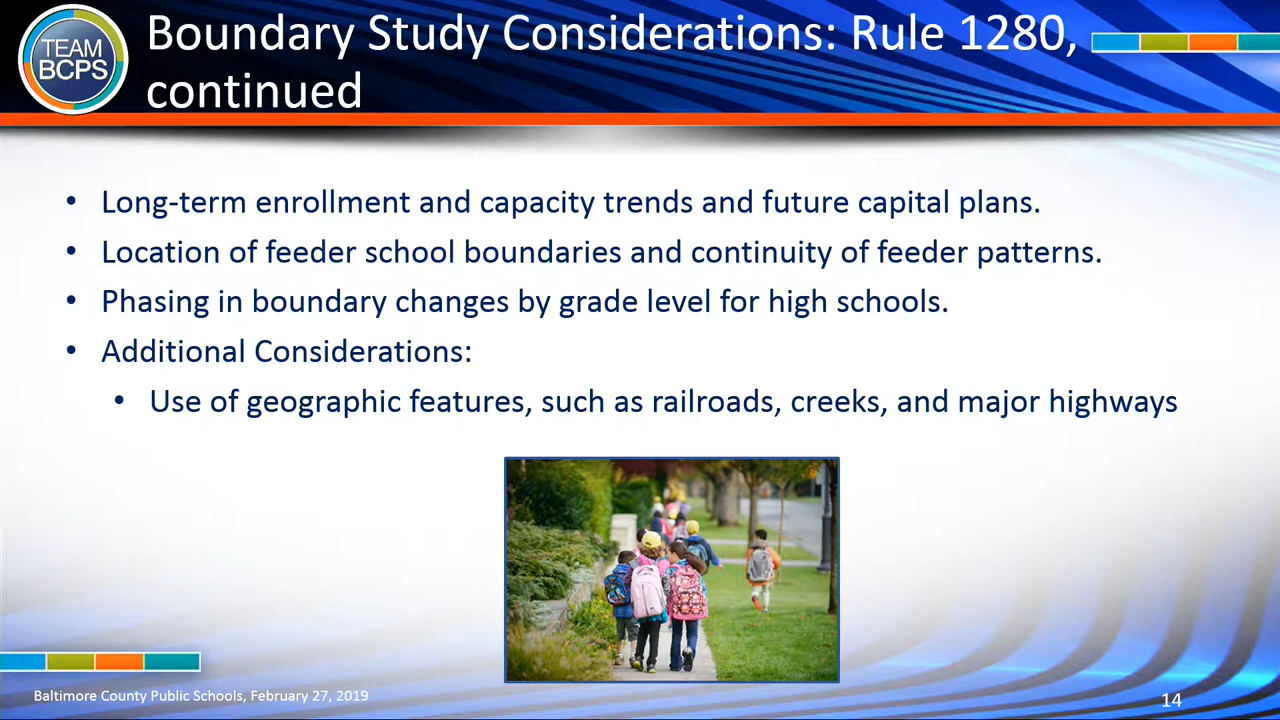 TEAM
BCPS
Boundary Study Considerations: Rule 1280,
continued
• Long-term enrollment and capacity trends and future capital plans.
• Location of feeder school boundaries and continuity of feeder patterns.
• Phasing in boundary changes by grade level for high schools.
• Additional Considerations:
• Use of geographic features, such as railroads, creeks, and major highways
Baltimore County Public Schools, February 27, 2019
14